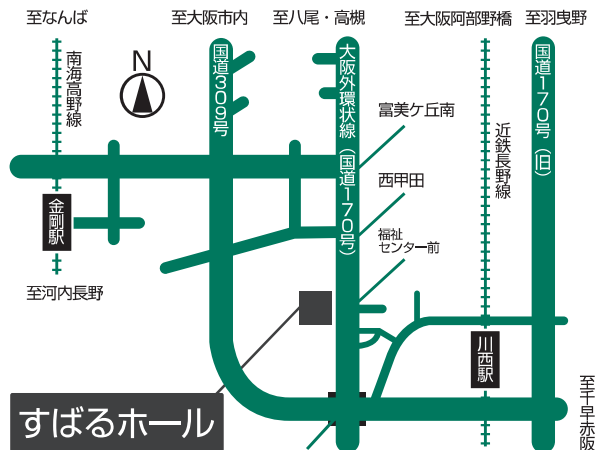 至なんば
至大阪市内
至八尾・高槻
至大阪阿部野橋
至羽曳野
南海高野線
N
国道309号
大阪外環状線（国道170号）
国道170号（旧）
富美ケ丘南
近鉄長野線
西甲田
金剛駅
福祉
センター前
至河内長野
川西駅
至千早赤阪
すばるホール